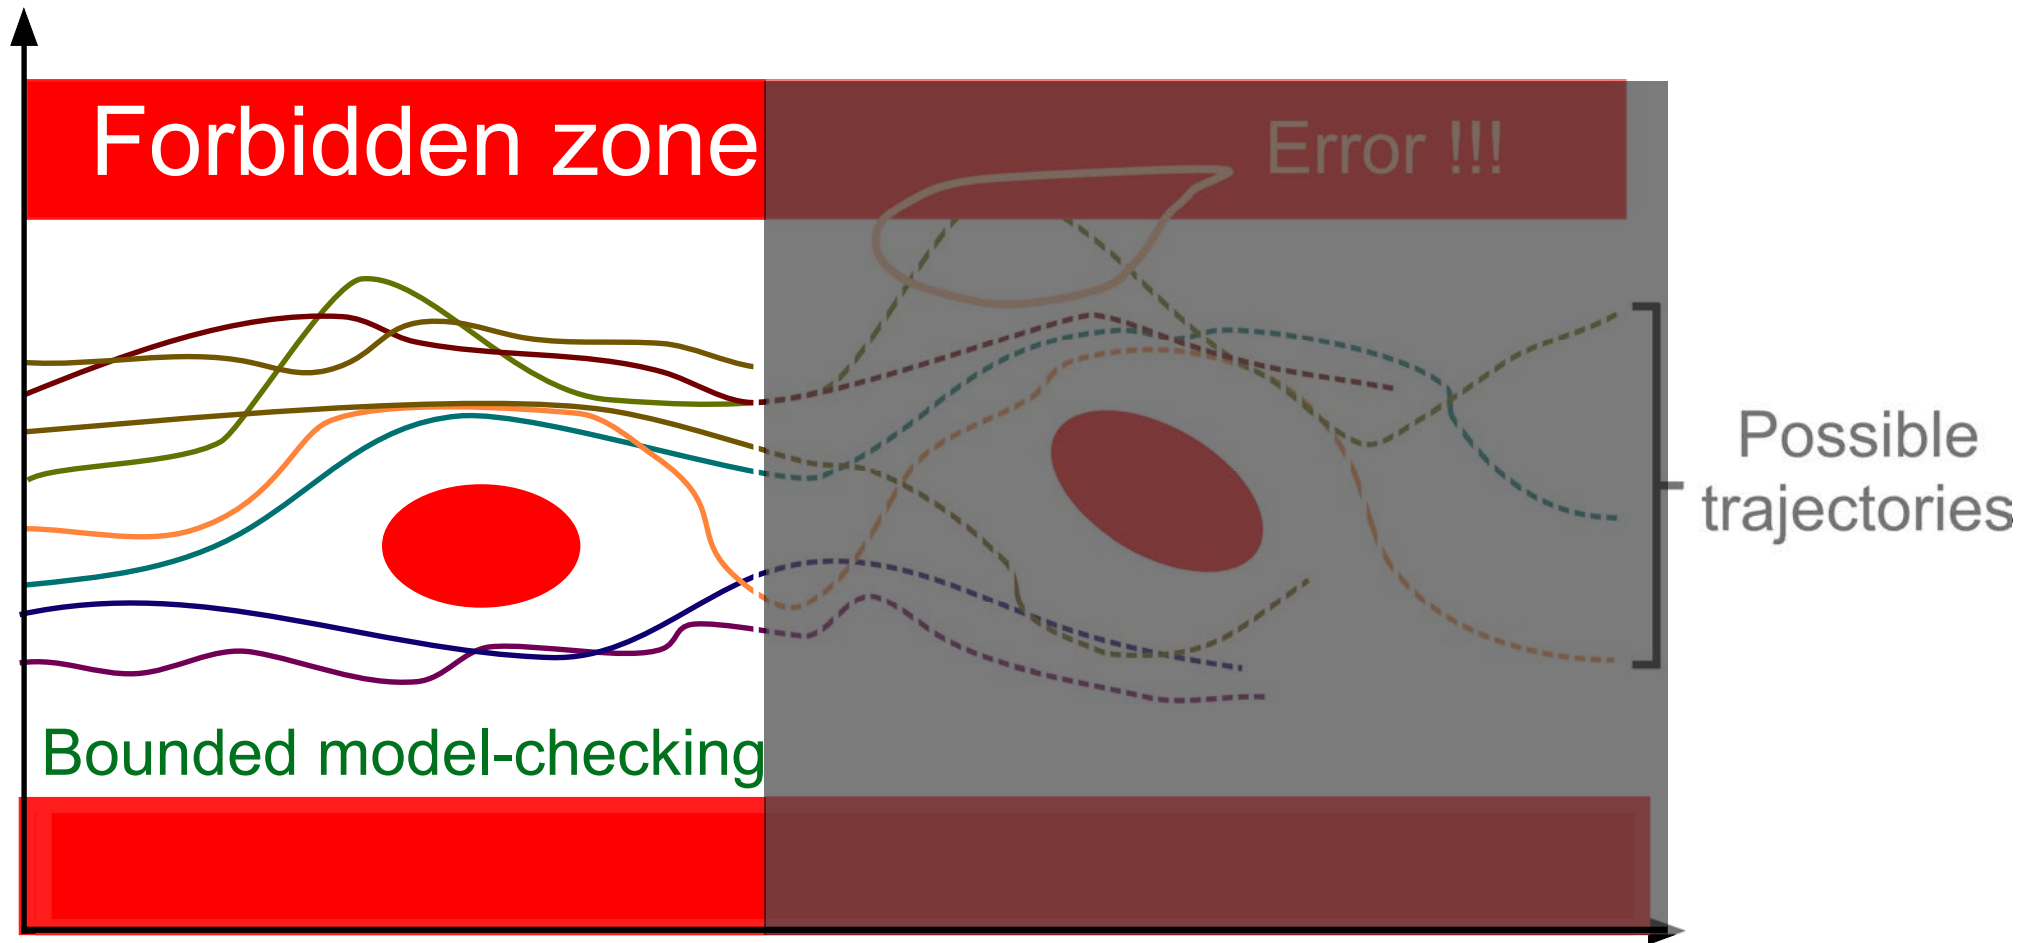 Forbidden zone
Error !!!
Possible
trajectories
Bounded model-checking